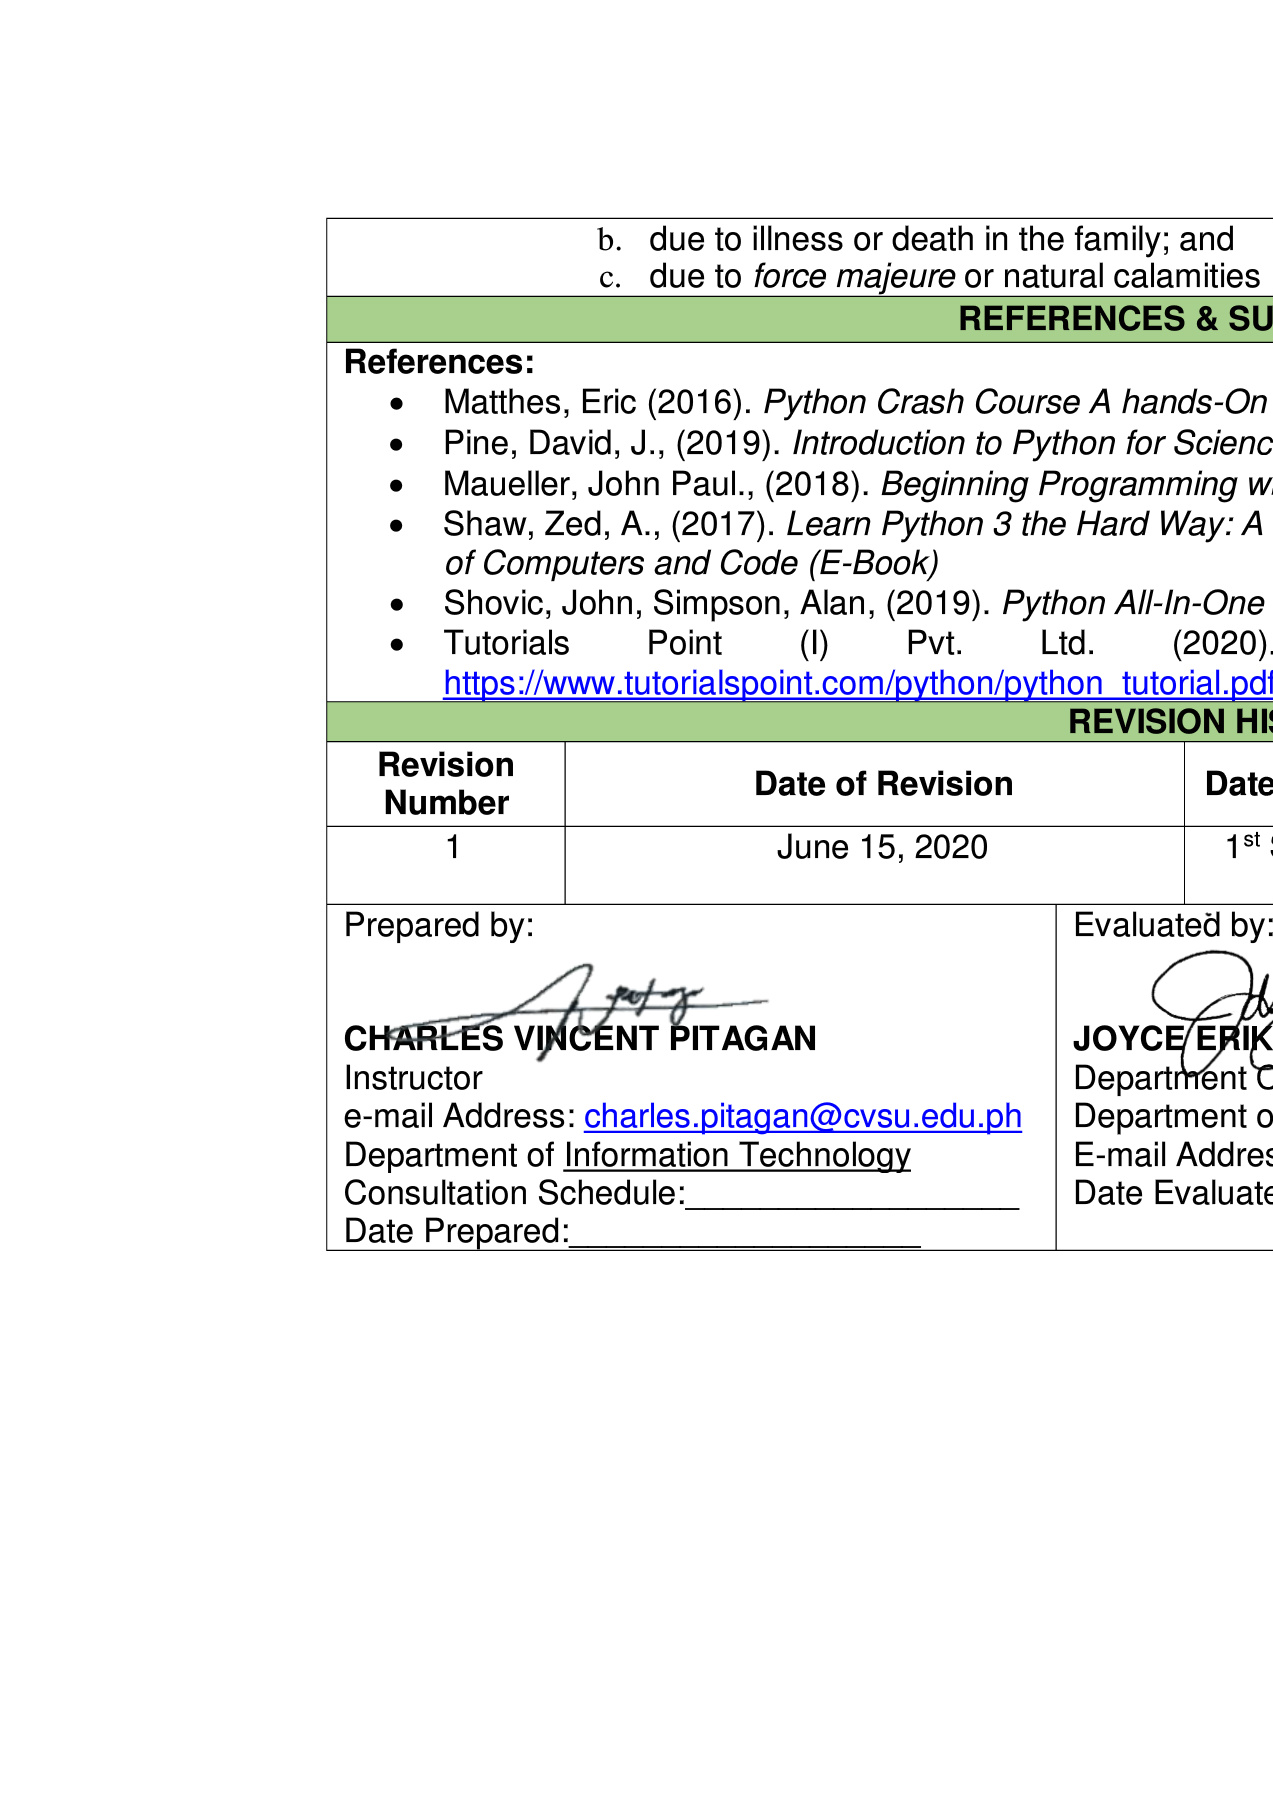 b. due to illness or death in the family; and
c. due to force majeure or natural calamities
REFERENCES & SU
References:
• Matthes, Eric (2016). Python Crash Course A hands-On
• Pine, David, J., (2019). Introduction to Python for Scienc
• Maueller, John Paul., (2018). Beginning Programming wi
• Shaw, Zed, A., (2017). Learn Python 3 the Hard Way: A
of Computers and Code (E-Book)
• Shovic, John, Simpson, Alan, (2019). Python All-In-One
• Tutorials Point (I) Pvt. Ltd. (2020).
https://www.tutorialspoint.com/python/python_tutorial.pdf
REVISION HIS
Revision Number
Date of Revision
Date
1
June 15, 2020
1st S
Prepared by:
CHARLES VINCENT PITAGAN
Instructor
e-mail Address: charles.pitagan@cvsu.edu.ph
Department of Information Technology
Consultation Schedule:__________________
Date Prepared:___________________
Evaluated by:
JOYCE ERIK
Department C
Department o
E-mail Addres
Date Evaluate